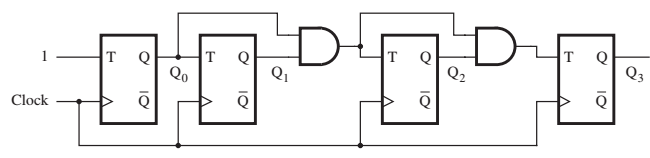 1 T Q T Q T Q T Q
Q₀ Q₁ Q₂ Q₃
Clock Q̅ Q̅ Q̅ Q̅